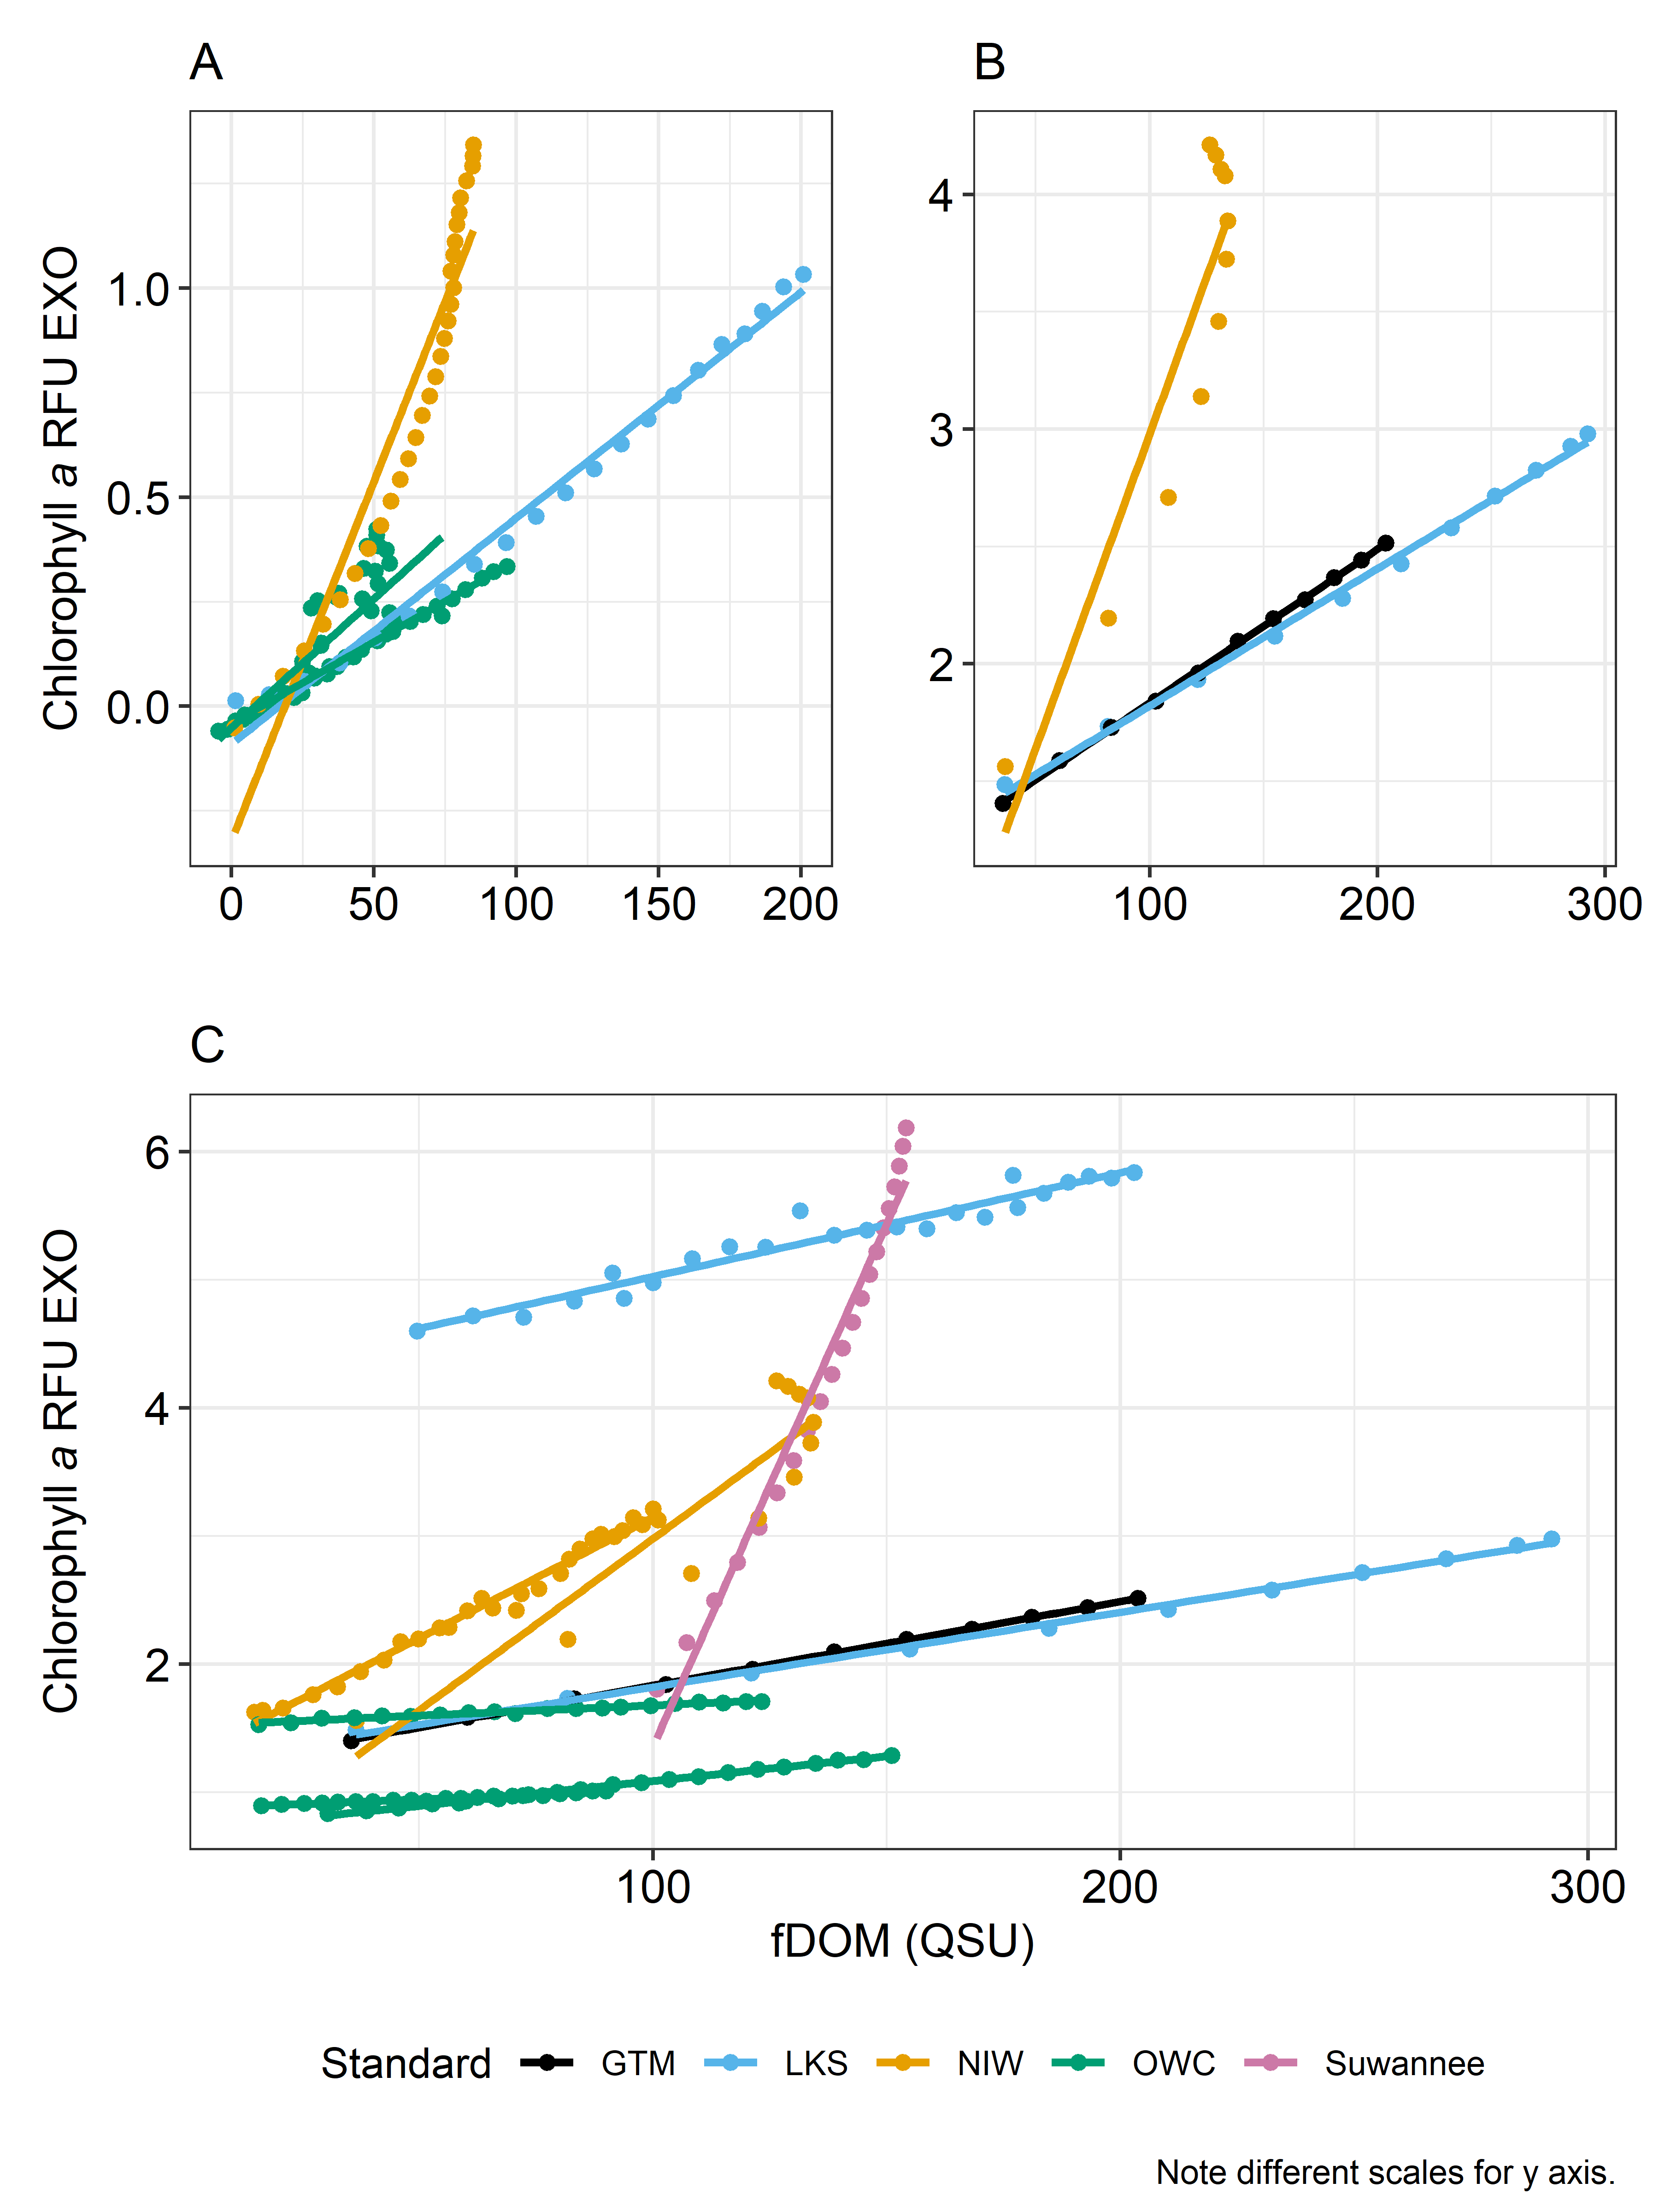 A
B
Chlorophyll a RFU EXO
1.0
0.5
0.0
0 50 100 150 200
4
3
2
100 200 300
C
Chlorophyll a RFU EXO
6
4
2
100 200 300
fDOM (QSU)
Standard GTM LKS NIW OWC Suwannee
Note different scales for y axis.